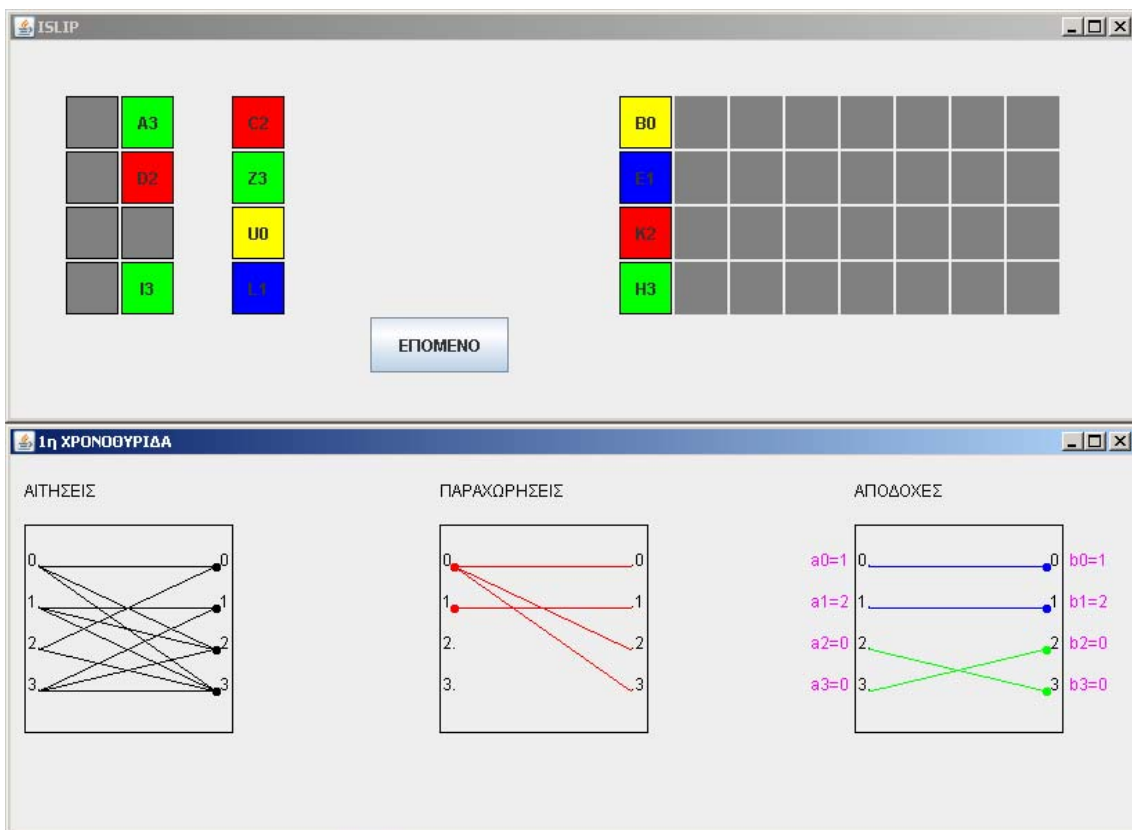 ISLIP
A3 C2 B0
D2 Z3 E1
U0 K2
I3 L1 H3
ΕΠΟΜΕΝΟ
1η ΧΡΟΝΟΘΥΡΙΔΑ
ΑΙΤΗΣΕΙΣ ΠΑΡΑΧΩΡΗΣΕΙΣ ΑΠΟΔΟΧΕΣ
0 0 0 0 a0=1 0 0 b0=1
1 1 1 1 a1=2 1 1 b1=2
2 2 2 2 a2=0 2 2 b2=0
3 3 3 3 a3=0 3 3 b3=0